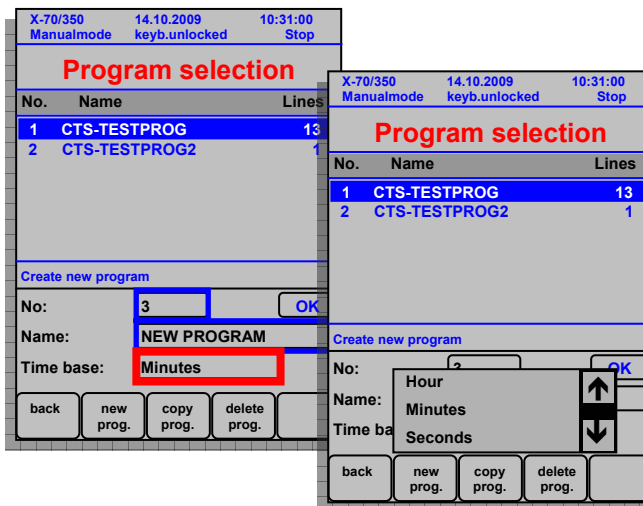 X-70/350 14.10.2009 10:31:00
Manualmode keyb.unlocked Stop
Program selection
No. Name Lines
1 CTS-TESTPROG 13
2 CTS-TESTPROG2 1
Create new program
No: 3 OK
Name: NEW PROGRAM
Time base: Minutes
back new prog. copy prog. delete prog.
X-70/350 14.10.2009 10:31:00
Manualmode keyb.unlocked Stop
Program selection
No. Name Lines
1 CTS-TESTPROG 13
2 CTS-TESTPROG2 1
Create new program
No: OK
Name:
Time ba
Hour
Minutes
Seconds
back new prog. copy prog. delete prog.